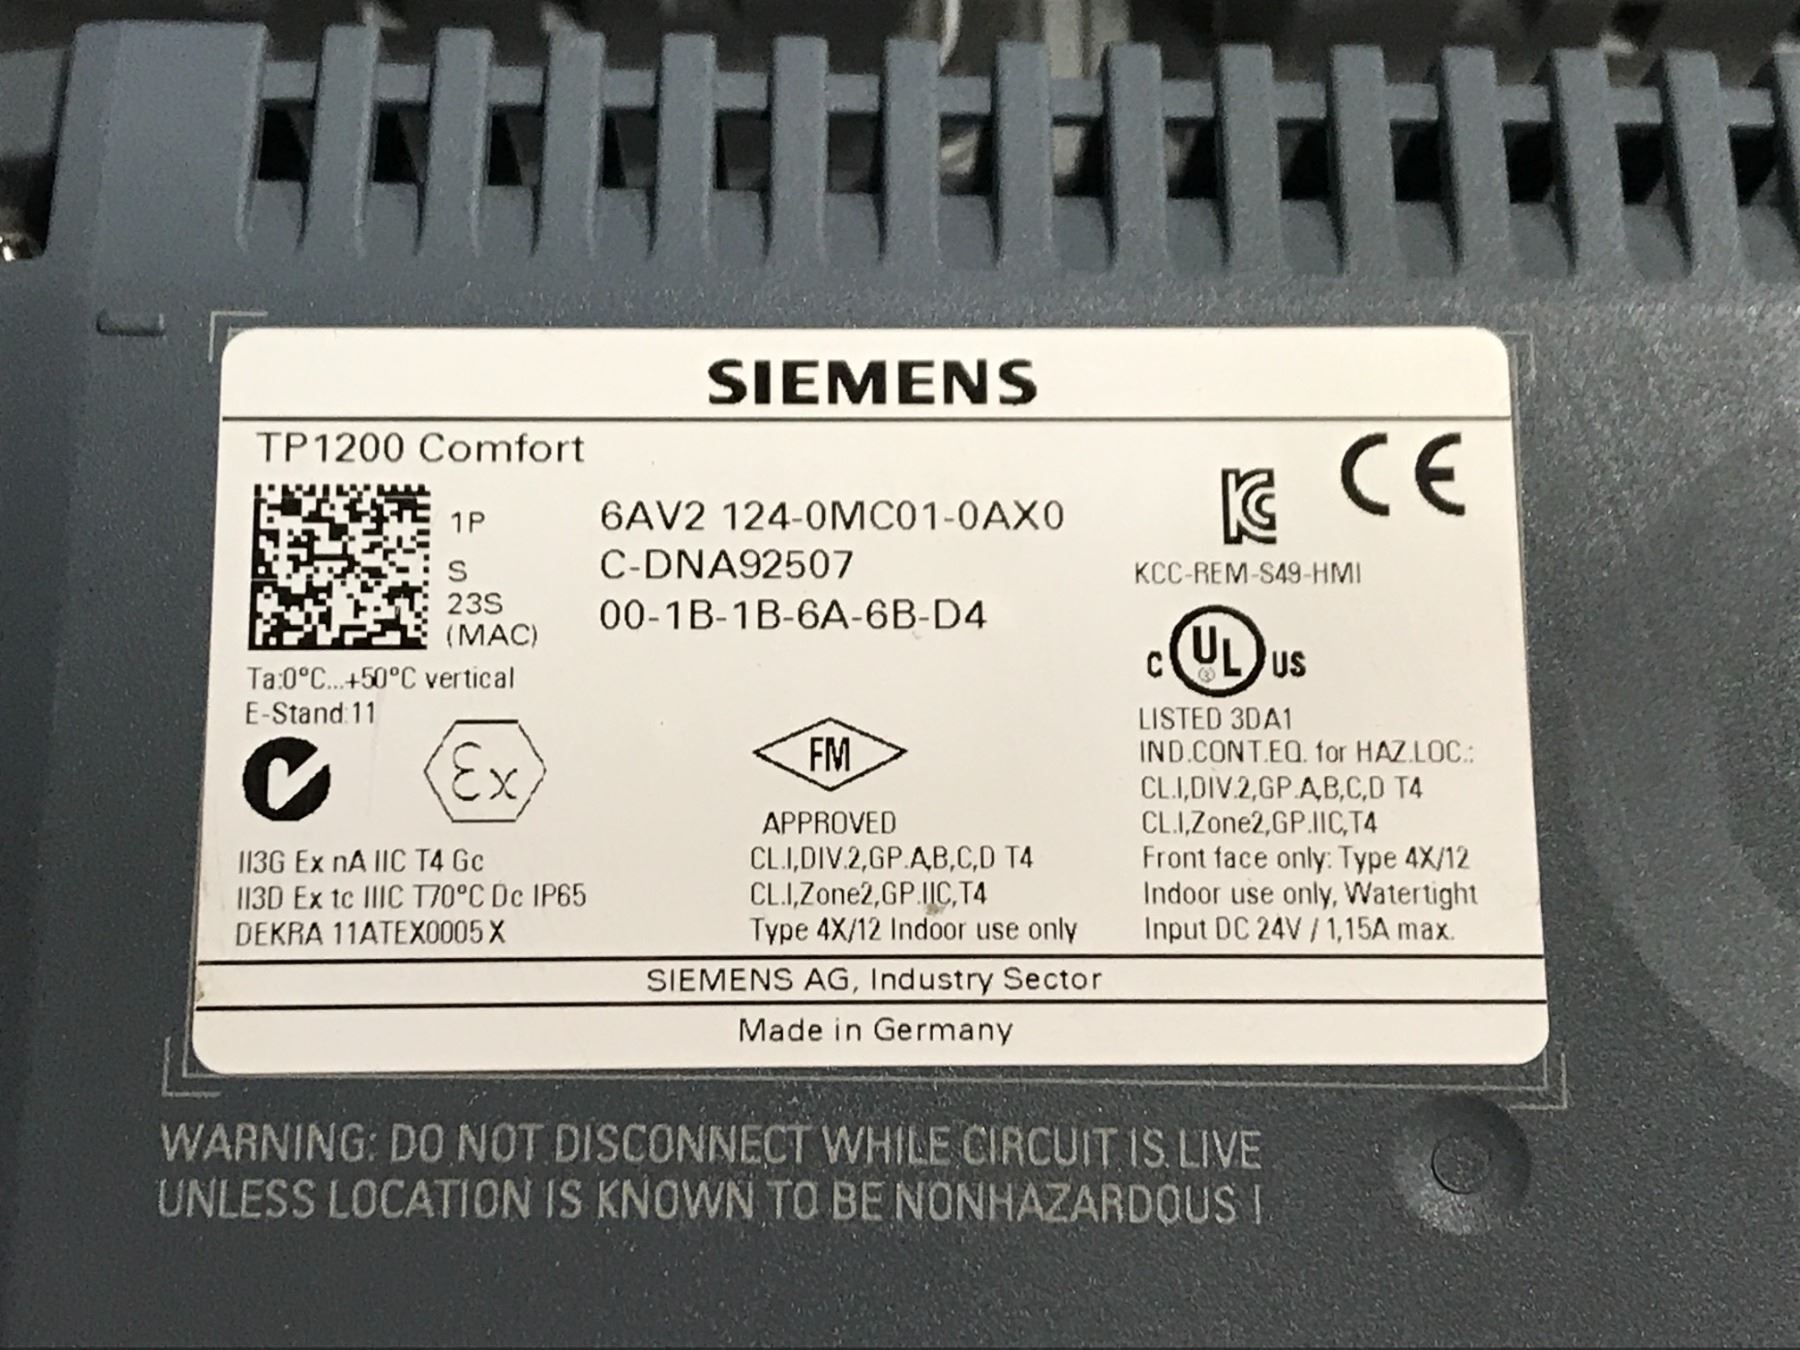 SIEMENS
TP1200 Comfort
1P 6AV2 124-0MC01-0AX0
S C-DNA92507
23S 00-1B-1B-6A-6B-D4
(MAC)
CE
KCC-REM-S49-HMI
Ta:0°C...+50°C vertical
E-Stand:11
C UL US
LISTED 3DA1
IND.CONT.EQ. for HAZ.LOC.:
CL.I,DIV.2,GP.A,B,C,D T4
CL.I,Zone2,GP.IIC,T4
Front face only: Type 4X/12
Indoor use only, Watertight
Input DC 24V / 1,15A max.
Ex
II3G Ex nA IIC T4 Gc
II3D Ex tc IIIC T70°C Dc IP65
DEKRA 11ATEX0005 X
FM
APPROVED
CL.I,DIV.2,GP.A,B,C,D T4
CL.I,Zone2,GP.IIC,T4
Type 4X/12 Indoor use only
SIEMENS AG, Industry Sector
Made in Germany
WARNING: DO NOT DISCONNECT WHILE CIRCUIT IS LIVE
UNLESS LOCATION IS KNOWN TO BE NONHAZARDOUS !